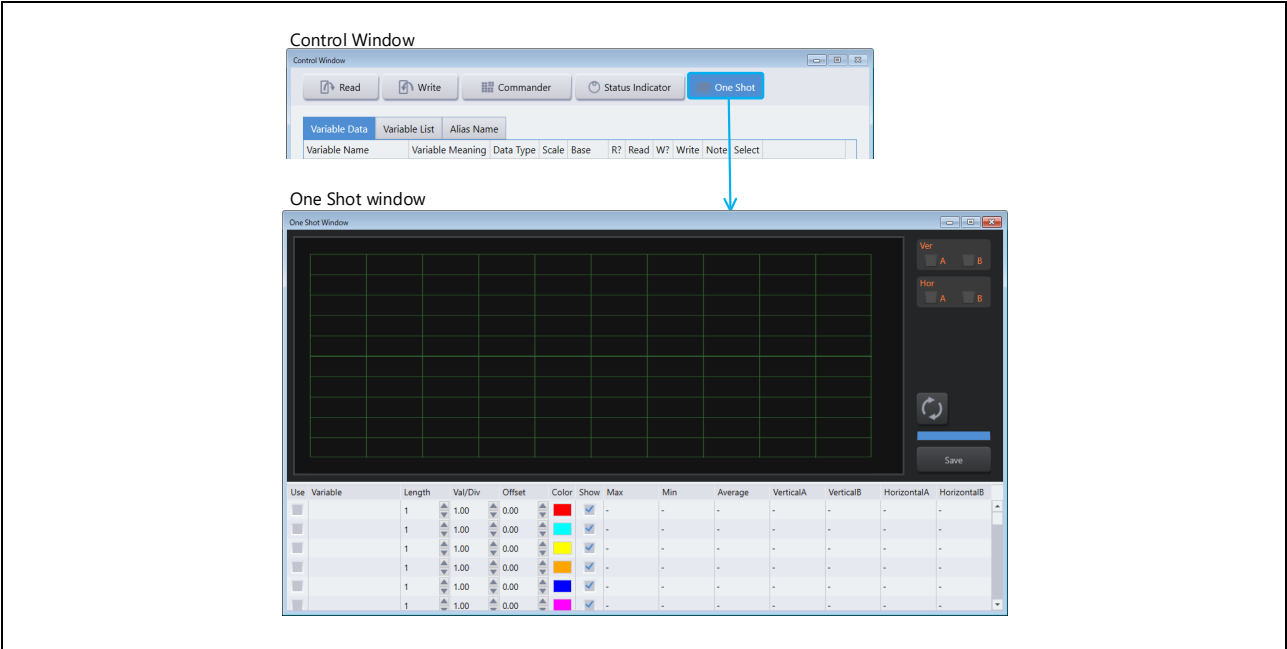 Control Window
Control Window
Read Write Commander Status Indicator One Shot
Variable Data Variable List Alias Name
Variable Name Variable Meaning Data Type Scale Base R? Read W? Write Note Select
One Shot window
One Shot Window
Ver
A B
Hor
A B
Save
Use Variable Length Val/Div Offset Color Show Max Min Average VerticalA VerticalB HorizontalA HorizontalB
1 1.00 0.00 - - - - - - -
1 1.00 0.00 - - - - - - -
1 1.00 0.00 - - - - - - -
1 1.00 0.00 - - - - - - -
1 1.00 0.00 - - - - - - -
1 1.00 0.00 - - - - - - -